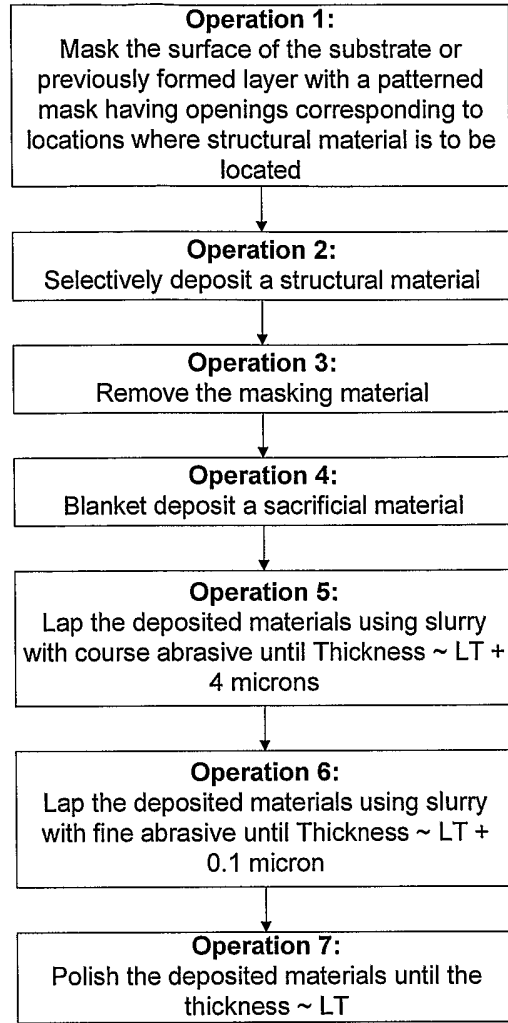 Operation 1:
Mask the surface of the substrate or
previously formed layer with a patterned
mask having openings corresponding to
locations where structural material is to be
located
Operation 2:
Selectively deposit a structural material
Operation 3:
Remove the masking material
Operation 4:
Blanket deposit a sacrificial material
Operation 5:
Lap the deposited materials using slurry
with course abrasive until Thickness ~ LT +
4 microns
Operation 6:
Lap the deposited materials using slurry
with fine abrasive until Thickness ~ LT +
0.1 micron
Operation 7:
Polish the deposited materials until the
thickness ~ LT